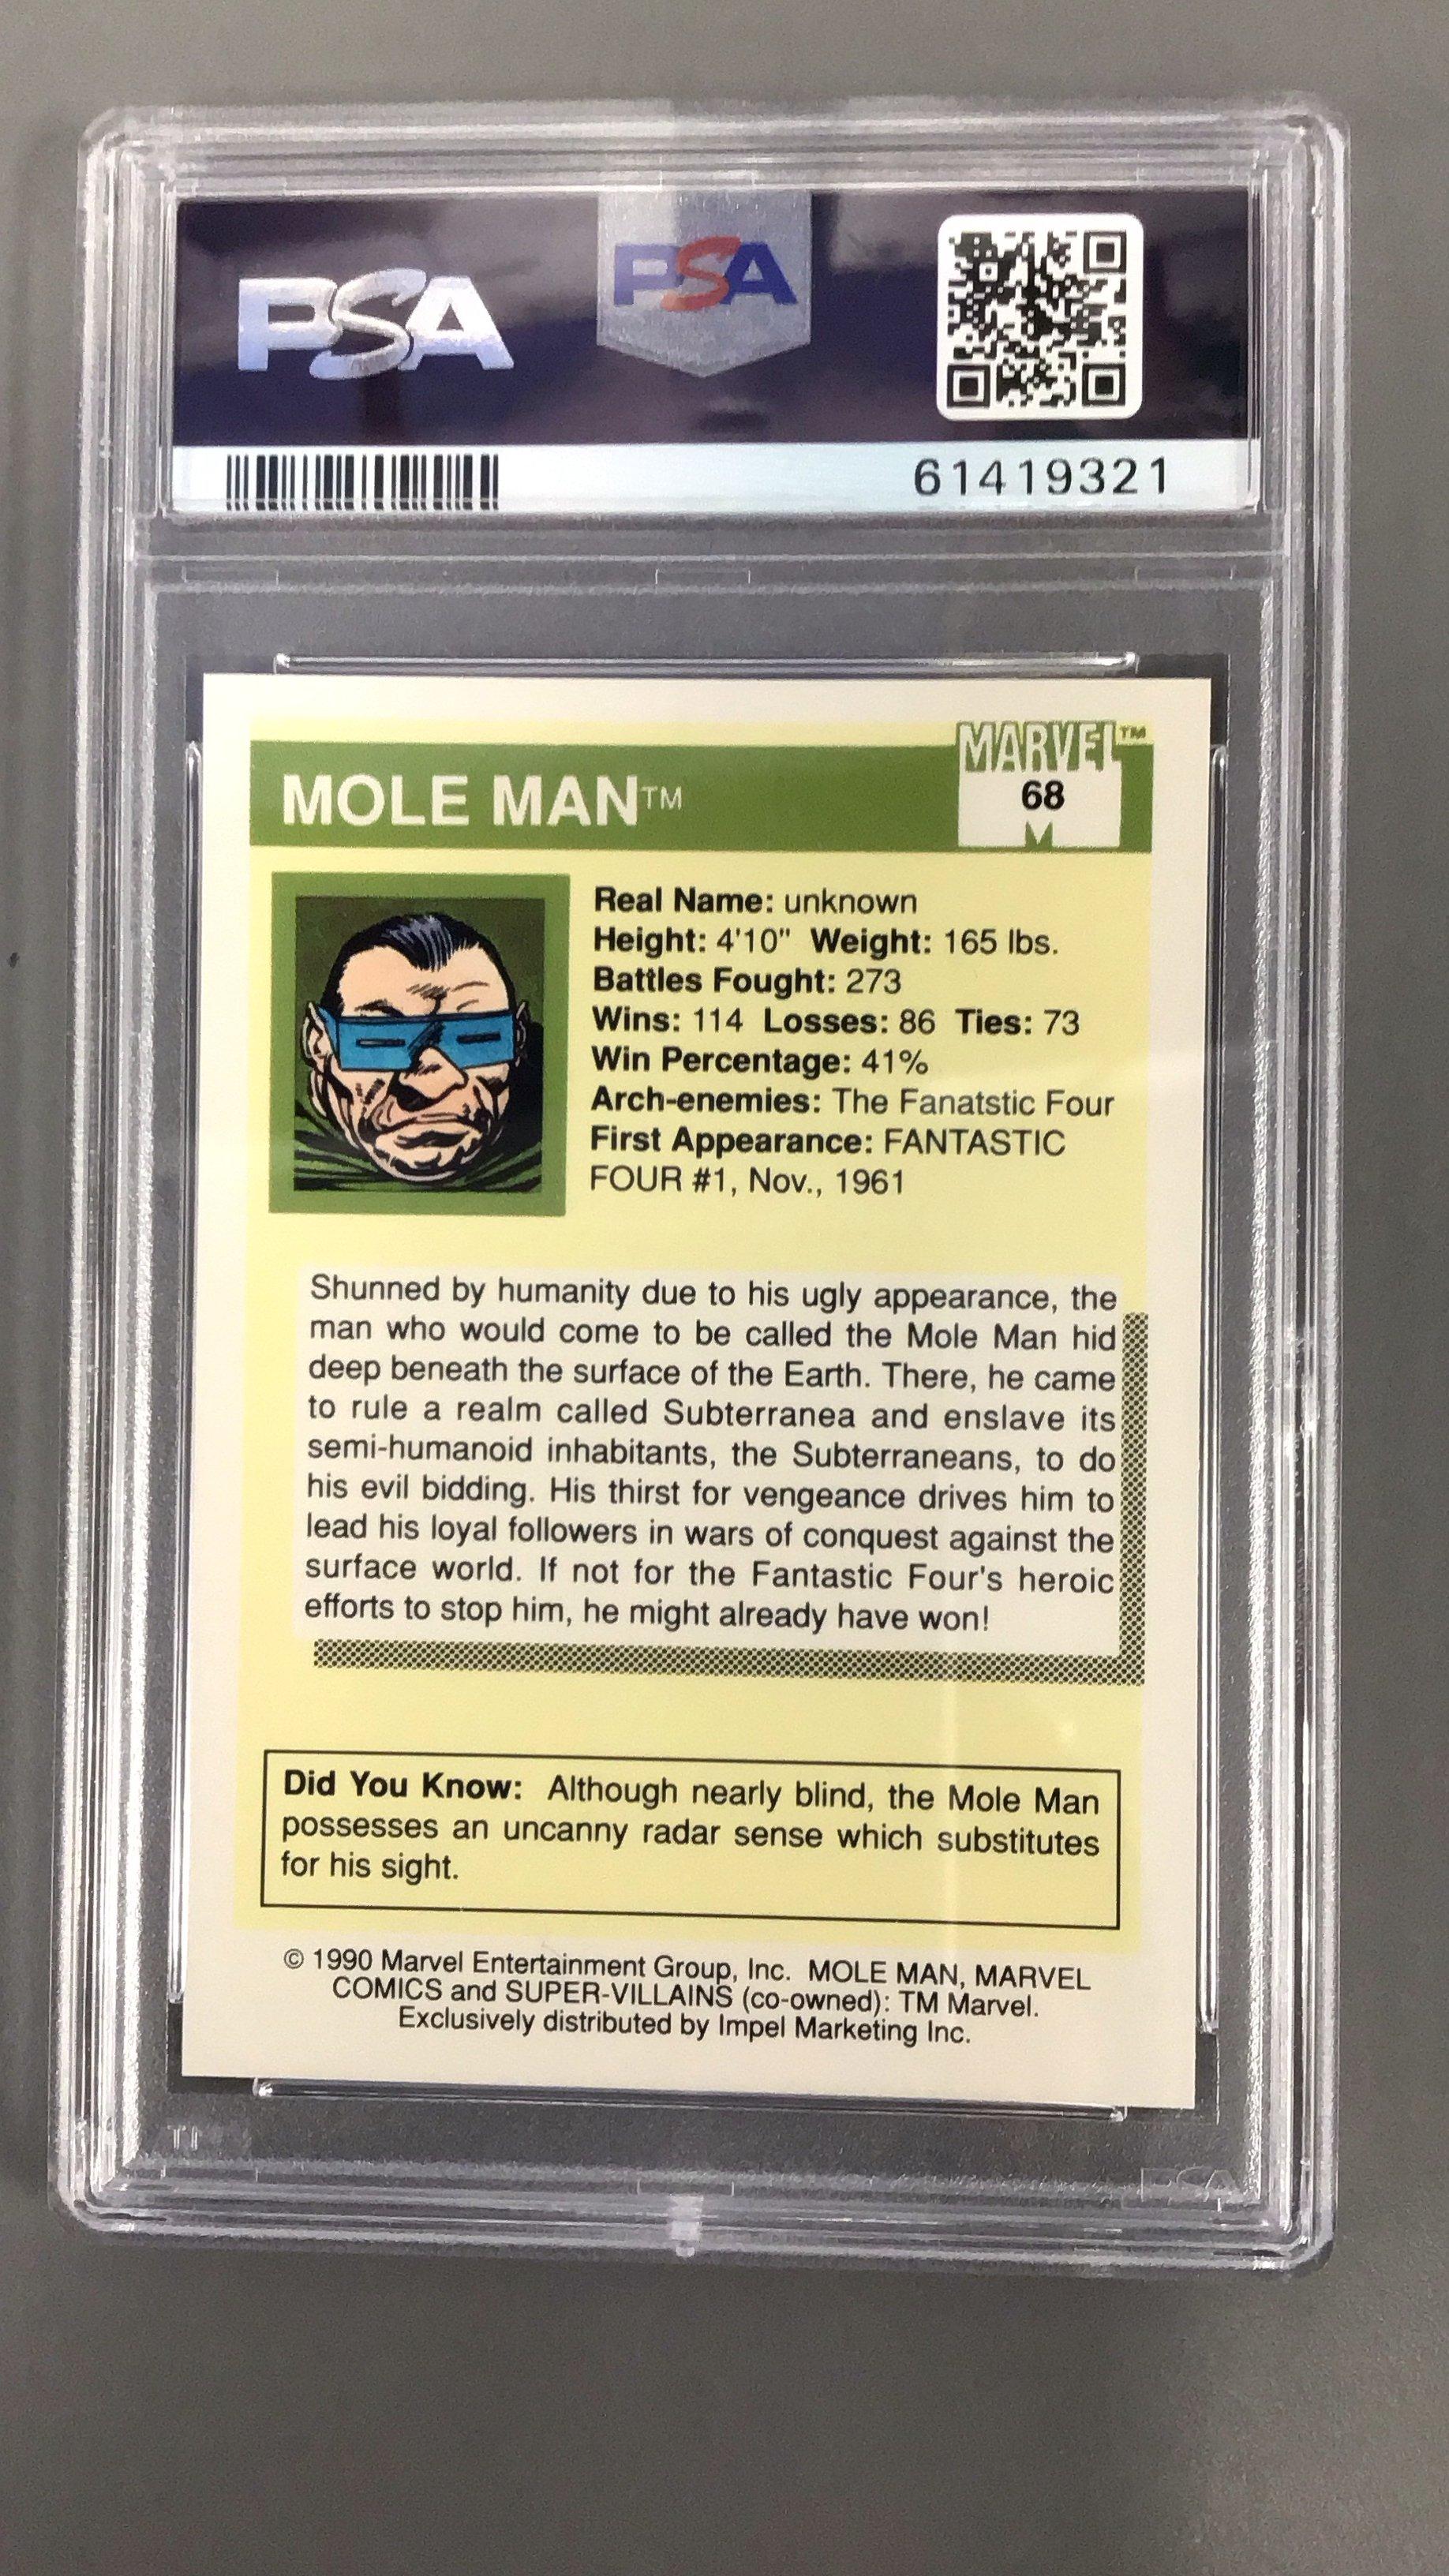 PSA
PSA
61419321
MARVEL™
MOLE MAN™
68
Real Name: unknown
Height: 4'10" Weight: 165 lbs.
Battles Fought: 273
Wins: 114 Losses: 86 Ties: 73
Win Percentage: 41%
Arch-enemies: The Fanatstic Four
First Appearance: FANTASTIC
FOUR #1, Nov., 1961
Shunned by humanity due to his ugly appearance, the
man who would come to be called the Mole Man hid
deep beneath the surface of the Earth. There, he came
to rule a realm called Subterranea and enslave its
semi-humanoid inhabitants, the Subterraneans, to do
his evil bidding. His thirst for vengeance drives him to
lead his loyal followers in wars of conquest against the
surface world. If not for the Fantastic Four's heroic
efforts to stop him, he might already have won!
Did You Know: Although nearly blind, the Mole Man
possesses an uncanny radar sense which substitutes
for his sight.
© 1990 Marvel Entertainment Group, Inc. MOLE MAN, MARVEL
COMICS and SUPER-VILLAINS (co-owned): TM Marvel.
Exclusively distributed by Impel Marketing Inc.
PSA